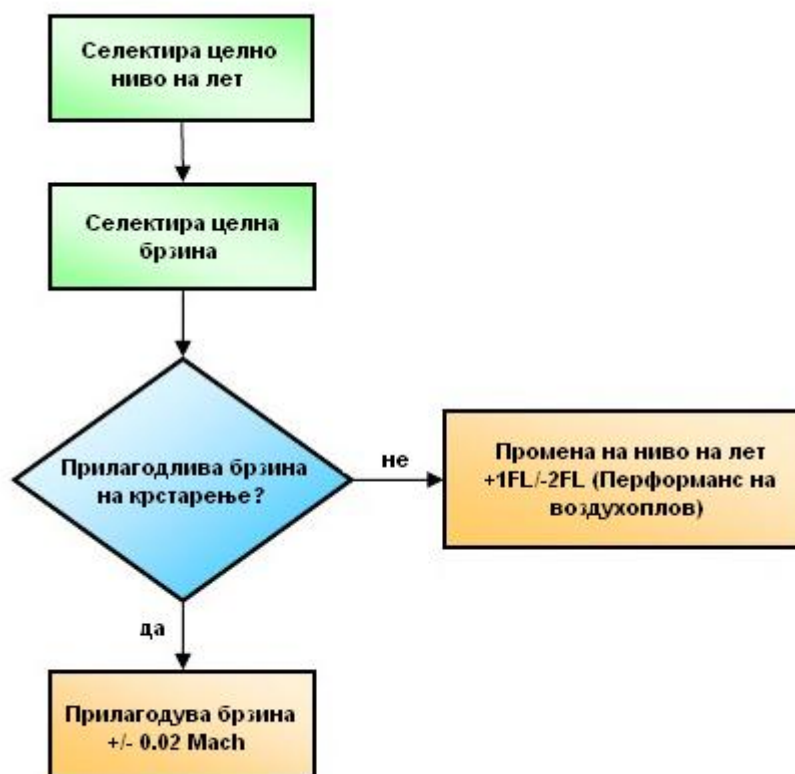 Селектира целно
ниво на лет
Селектира целна
брзина
Прилагодлива брзина
на крстарење?
не
Промена на ниво на лет
+1FL/-2FL (Перформанс на
воздухоплов)
да
Прилагодува брзина
+/- 0.02 Mach